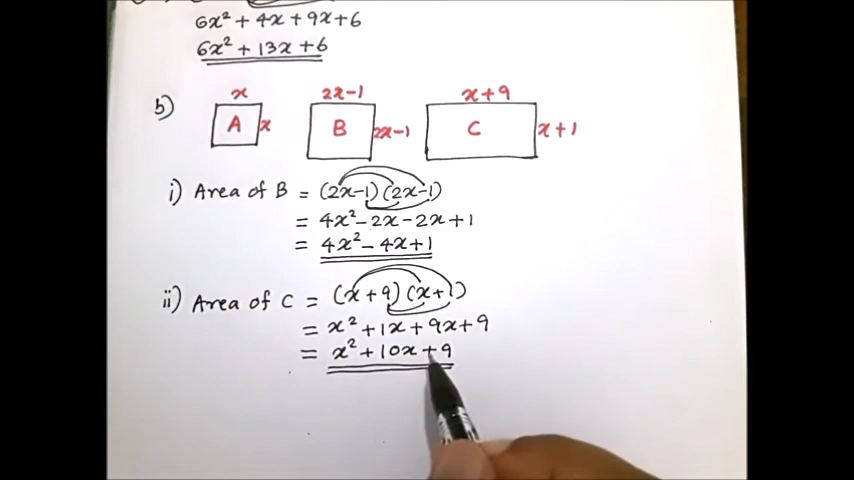 6x² + 4x + 9x + 6
6x² + 13x + 6
b) x 2x-1 x+9
A x B 2x-1 C x+1
i) Area of B = (2x-1)(2x-1)
= 4x² - 2x - 2x + 1
= 4x² - 4x + 1
ii) Area of C = (x+9)(x+1)
= x² + 1x + 9x + 9
= x² + 10x + 9